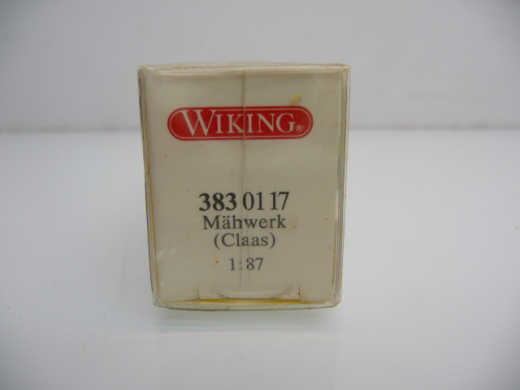 WIKING®
383 01 17
Mähwerk
(Claas)
1:87